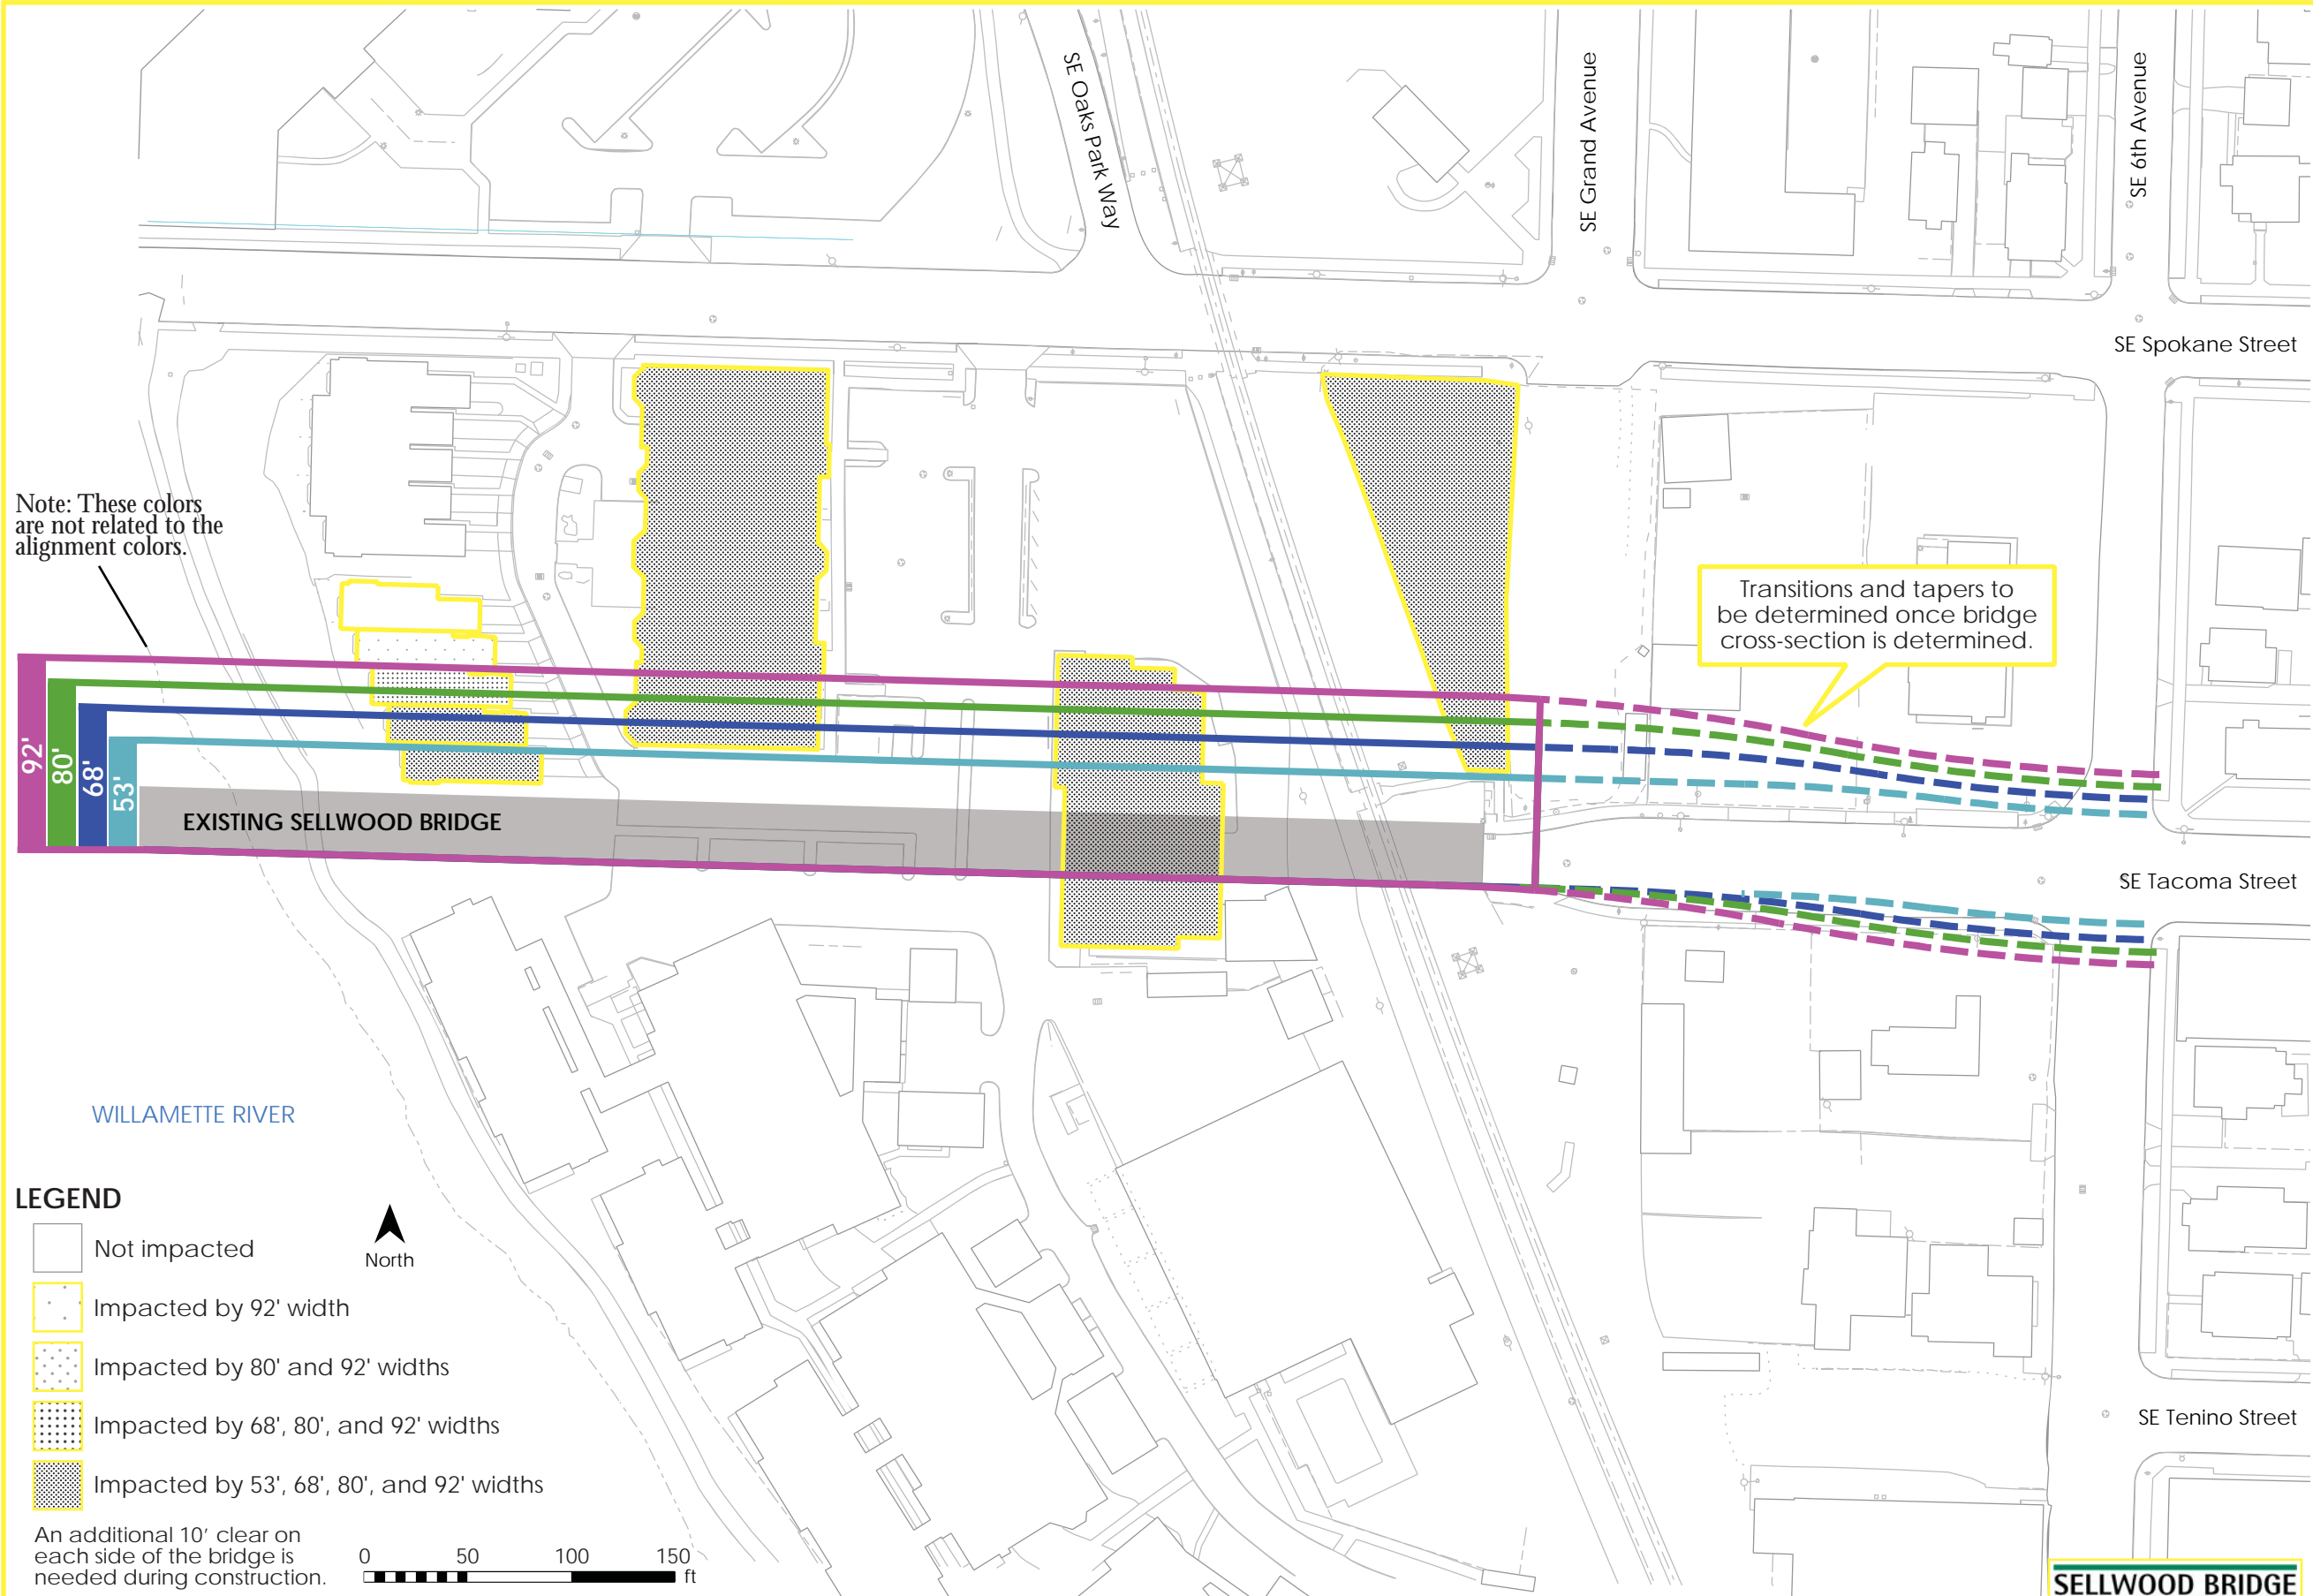 SE Oaks Park Way
SE Grand Avenue
SE 6th Avenue
SE Spokane Street
Note: These colors
are not related to the
alignment colors.
Transitions and tapers to
be determined once bridge
cross-section is determined.
92'
80'
68'
53'
EXISTING SELLWOOD BRIDGE
SE Tacoma Street
WILLAMETTE RIVER
LEGEND
Not impacted
North
Impacted by 92' width
Impacted by 80' and 92' widths
Impacted by 68', 80', and 92' widths
SE Tenino Street
Impacted by 53', 68', 80', and 92' widths
An additional 10' clear on
each side of the bridge is
needed during construction.
0 50 100 150
ft
SELLWOOD BRIDGE